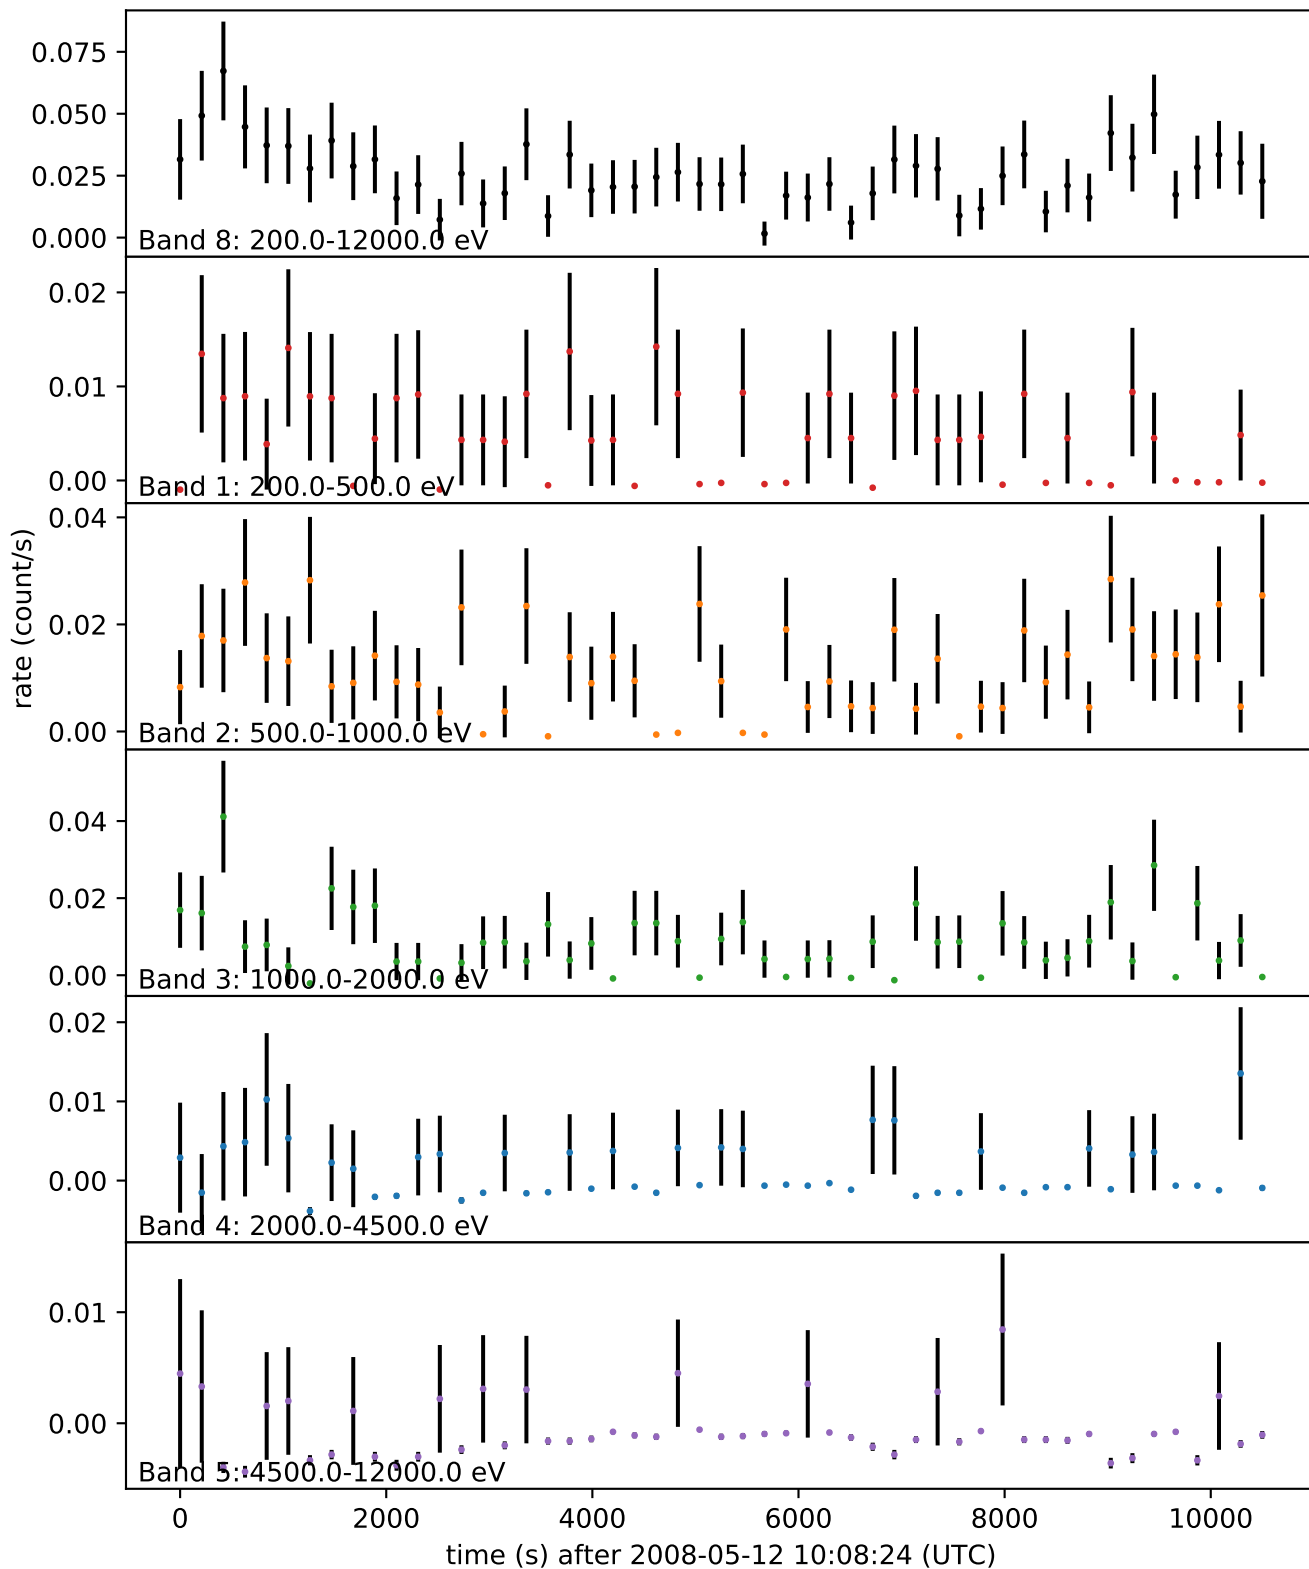 0.075
0.050
0.025
0.000
Band 8: 200.0-12000.0 eV
0.02
0.01
0.00
Band 1: 200.0-500.0 eV
0.04
0.02
0.00
Band 2: 500.0-1000.0 eV
rate (count/s)
0.04
0.02
0.00
Band 3: 1000.0-2000.0 eV
0.02
0.01
0.00
Band 4: 2000.0-4500.0 eV
0.01
0.00
Band 5: 4500.0-12000.0 eV
0 2000 4000 6000 8000 10000
time (s) after 2008-05-12 10:08:24 (UTC)